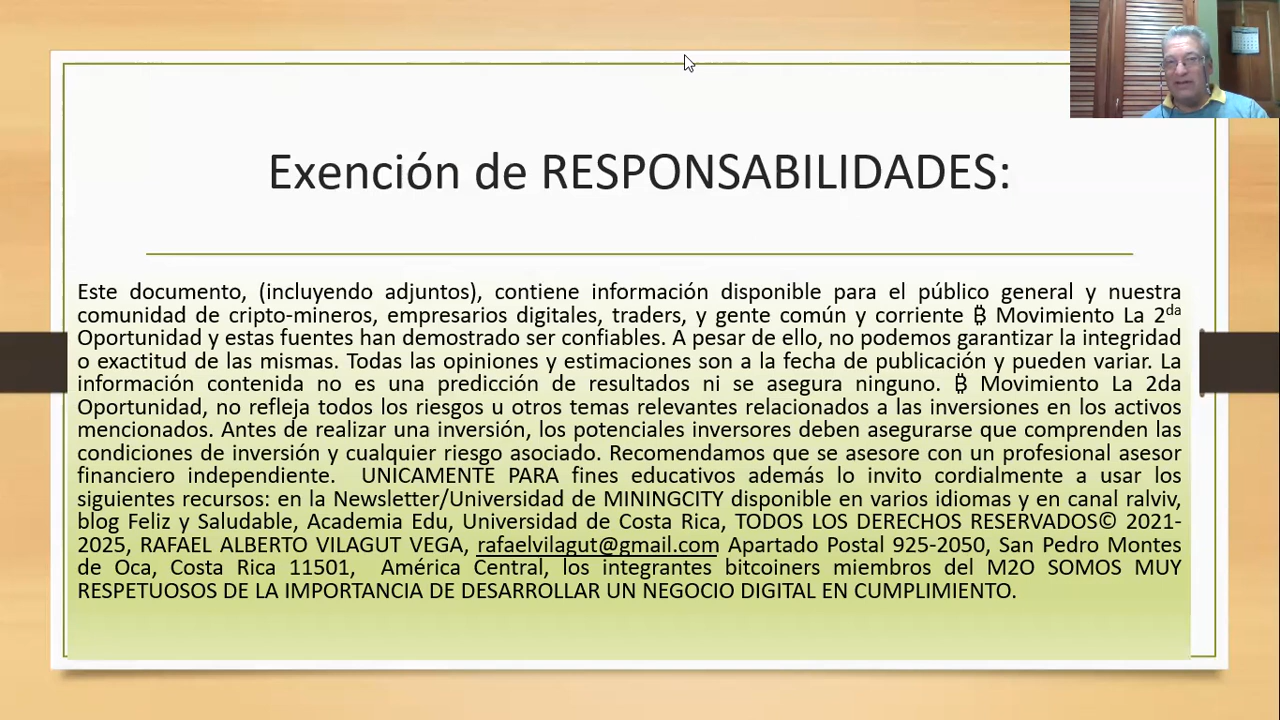 Exención de RESPONSABILIDADES:
Este documento, (incluyendo adjuntos), contiene información disponible para el público general y nuestra
comunidad de cripto-mineros, empresarios digitales, traders, y gente común y corriente ₿ Movimiento La 2da
Oportunidad y estas fuentes han demostrado ser confiables. A pesar de ello, no podemos garantizar la integridad
o exactitud de las mismas. Todas las opiniones y estimaciones son a la fecha de publicación y pueden variar. La
información contenida no es una predicción de resultados ni se asegura ninguno. ₿ Movimiento La 2da
Oportunidad, no refleja todos los riesgos u otros temas relevantes relacionados a las inversiones en los activos
mencionados. Antes de realizar una inversión, los potenciales inversores deben asegurarse que comprenden las
condiciones de inversión y cualquier riesgo asociado. Recomendamos que se asesore con un profesional asesor
financiero independiente. UNICAMENTE PARA fines educativos además lo invito cordialmente a usar los
siguientes recursos: en la Newsletter/Universidad de MININGCITY disponible en varios idiomas y en canal ralviv,
blog Feliz y Saludable, Academia Edu, Universidad de Costa Rica, TODOS LOS DERECHOS RESERVADOS© 2021-
2025, RAFAEL ALBERTO VILAGUT VEGA, rafaelvilagut@gmail.com Apartado Postal 925-2050, San Pedro Montes
de Oca, Costa Rica 11501, América Central, los integrantes bitcoiners miembros del M2O SOMOS MUY
RESPETUOSOS DE LA IMPORTANCIA DE DESARROLLAR UN NEGOCIO DIGITAL EN CUMPLIMIENTO.